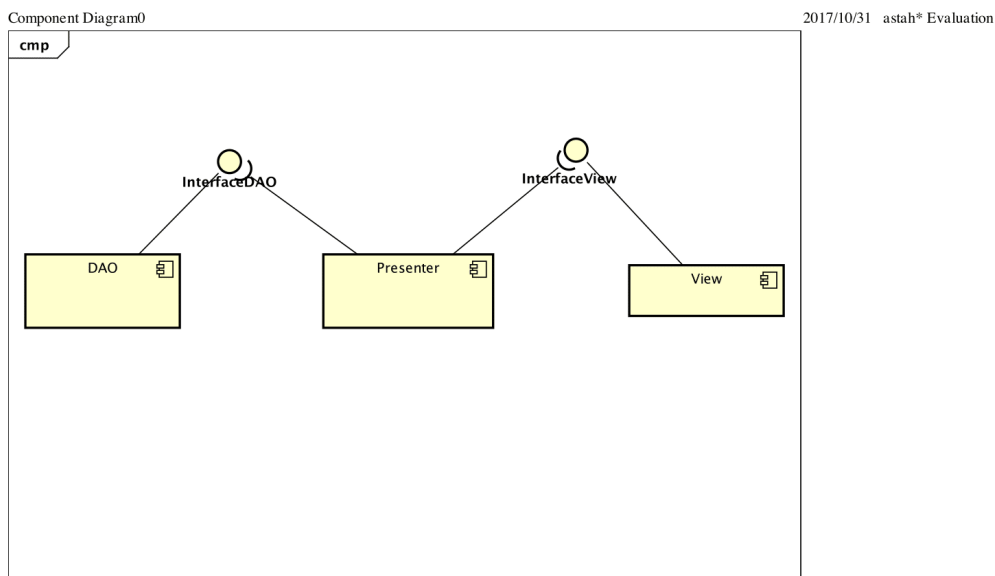 Component Diagram0
2017/10/31 astah* Evaluation
cmp
InterfaceDAO
InterfaceView
DAO
Presenter
View